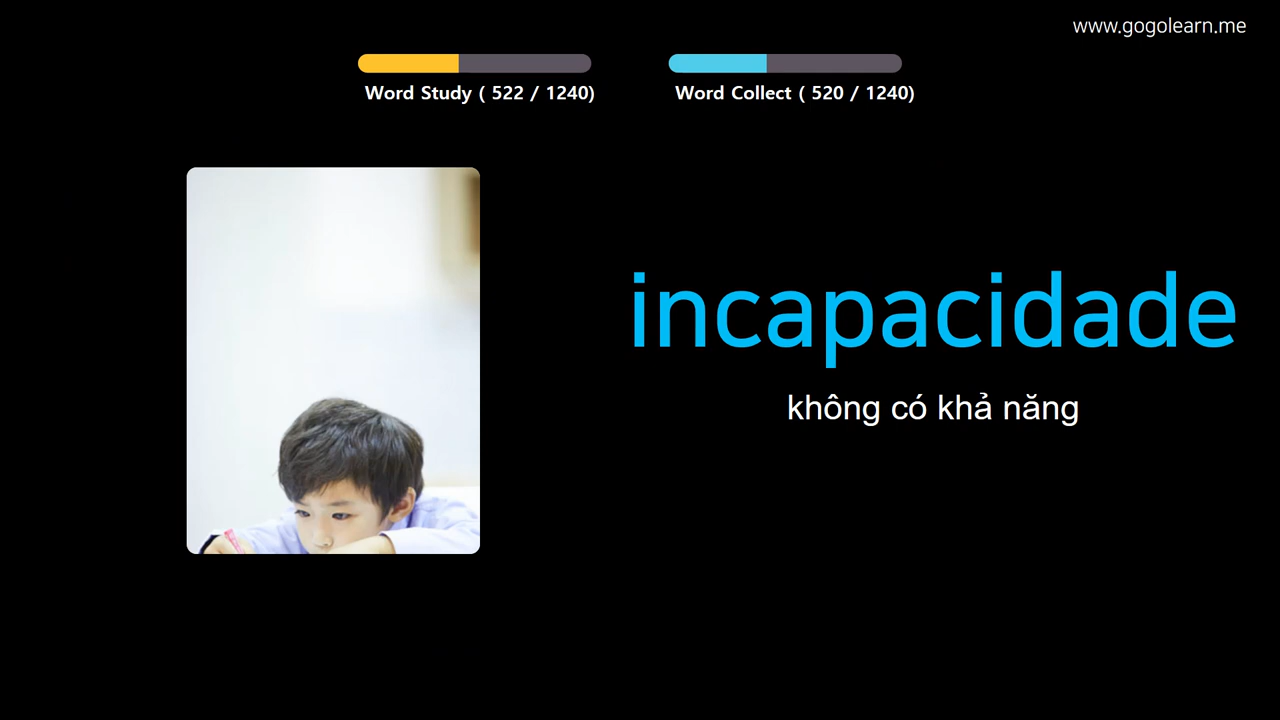 www.gogolearn.me
Word Study ( 522 / 1240)
Word Collect ( 520 / 1240)
incapacidade
không có khả năng